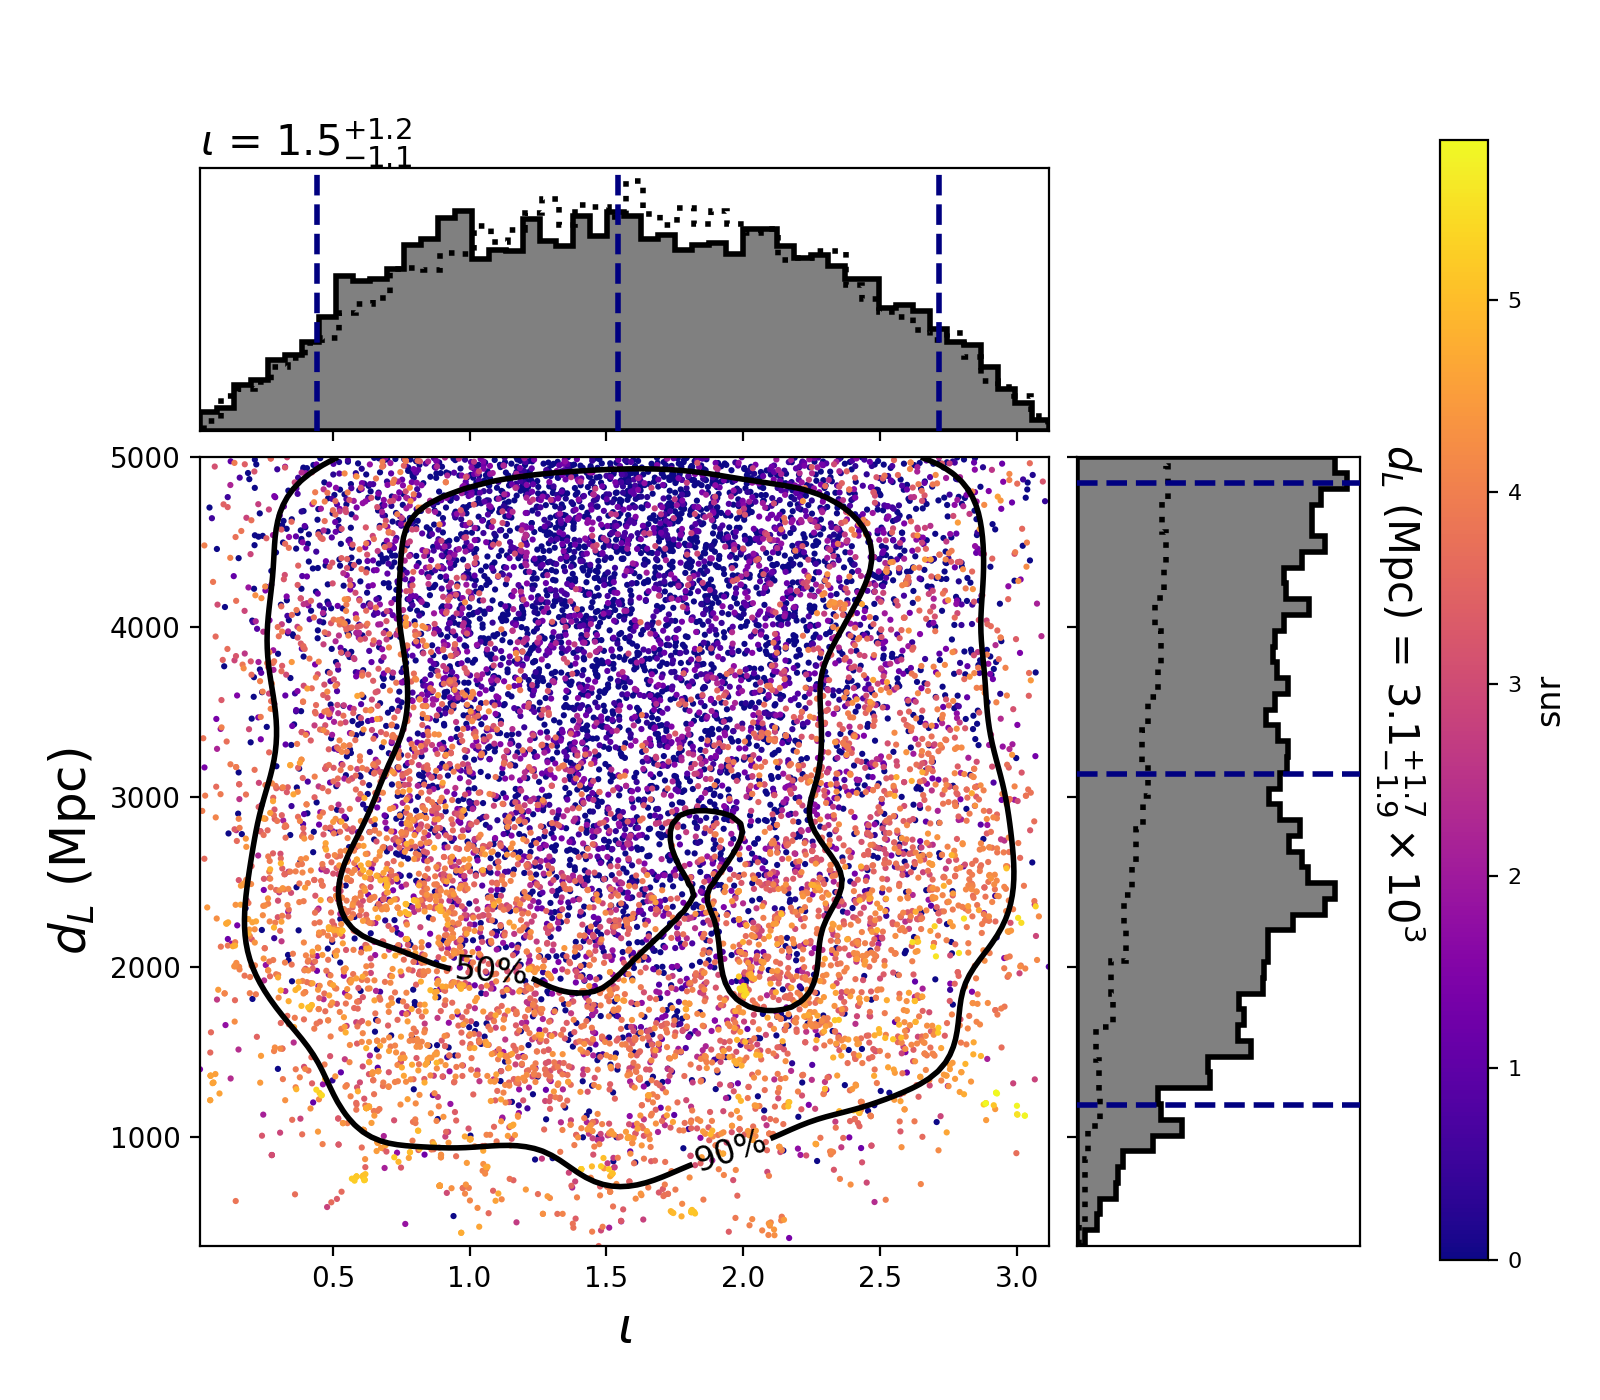 ι = 1.5^{+1.2}_{−1.1}
5000
4000
3000
2000
1000
d_L (Mpc)
50%
90%
0.5 1.0 1.5 2.0 2.5 3.0
ι
d_L (Mpc) = 3.1^{+1.7}_{−1.9} × 10^3
5
4
3
2
1
0
snr